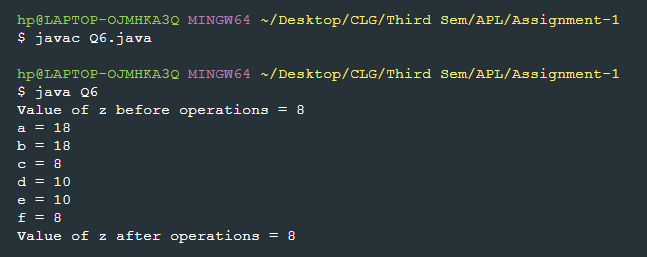 hp@LAPTOP-OJMHKA3Q MINGW64 ~/Desktop/CLG/Third Sem/APL/Assignment-1
$ javac Q6.java
hp@LAPTOP-OJMHKA3Q MINGW64 ~/Desktop/CLG/Third Sem/APL/Assignment-1
$ java Q6
Value of z before operations = 8
a = 18
b = 18
c = 8
d = 10
e = 10
f = 8
Value of z after operations = 8